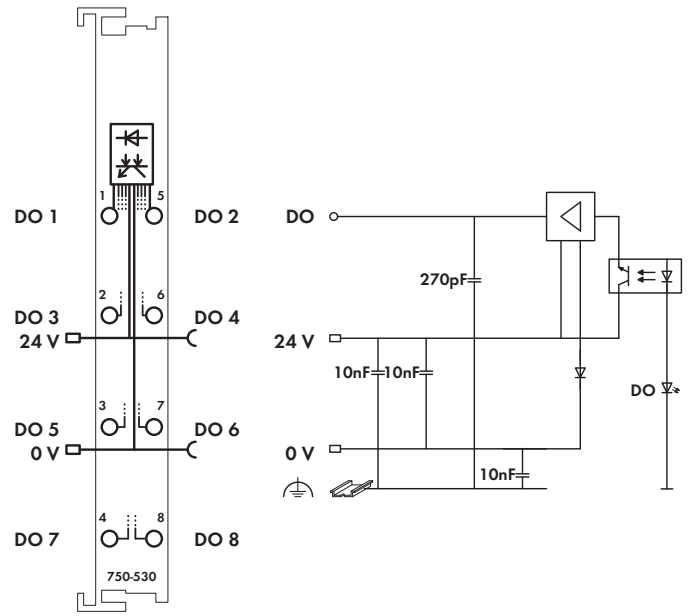 1 5
DO 1 DO 2
2 6
DO 3 DO 4
24 V
3 7
DO 5 DO 6
0 V
4 8
DO 7 DO 8
750-530
DO
270pF
24 V
10nF 10nF
DO
0 V
10nF